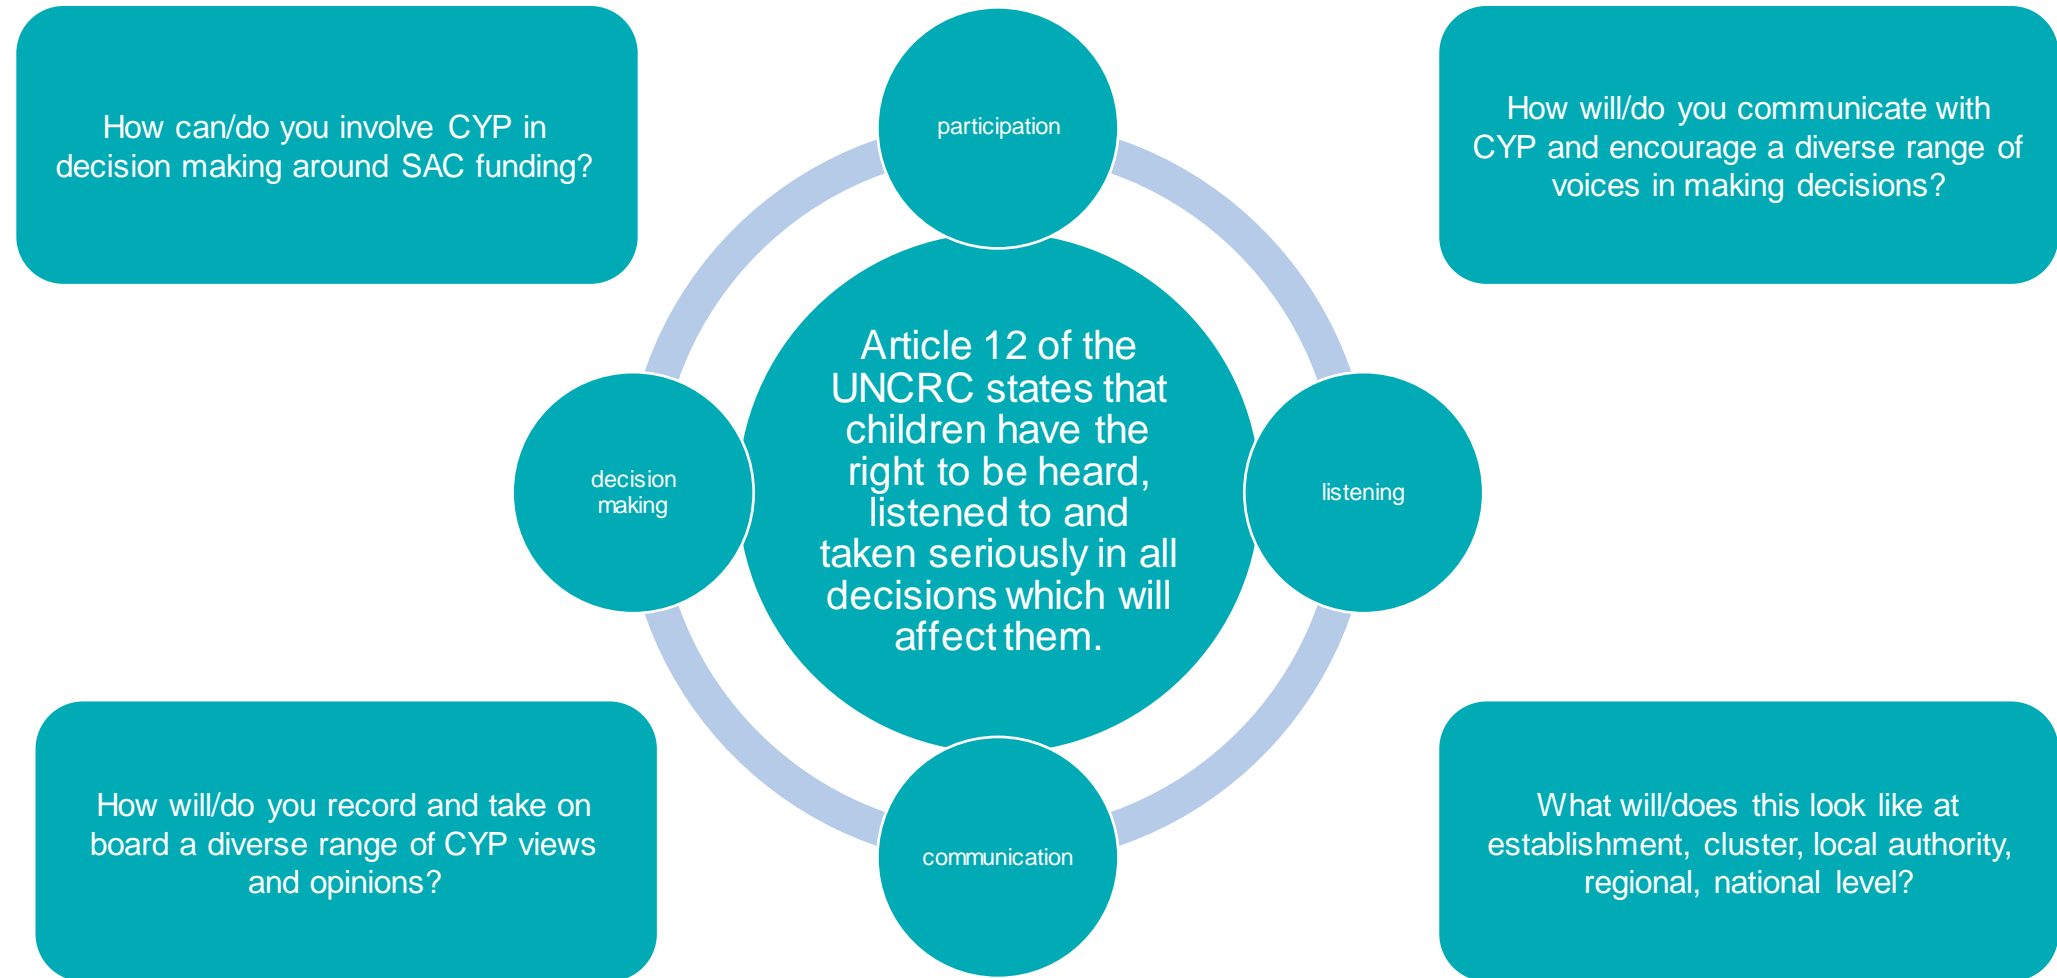 How can/do you involve CYP in
decision making around SAC funding?
participation
How will/do you communicate with
CYP and encourage a diverse range of
voices in making decisions?
decision
making
Article 12 of the
UNCRC states that
children have the
right to be heard,
listened to and
taken seriously in all
decisions which will
affect them.
listening
How will/do you record and take on
board a diverse range of CYP views
and opinions?
communication
What will/does this look like at
establishment, cluster, local authority,
regional, national level?